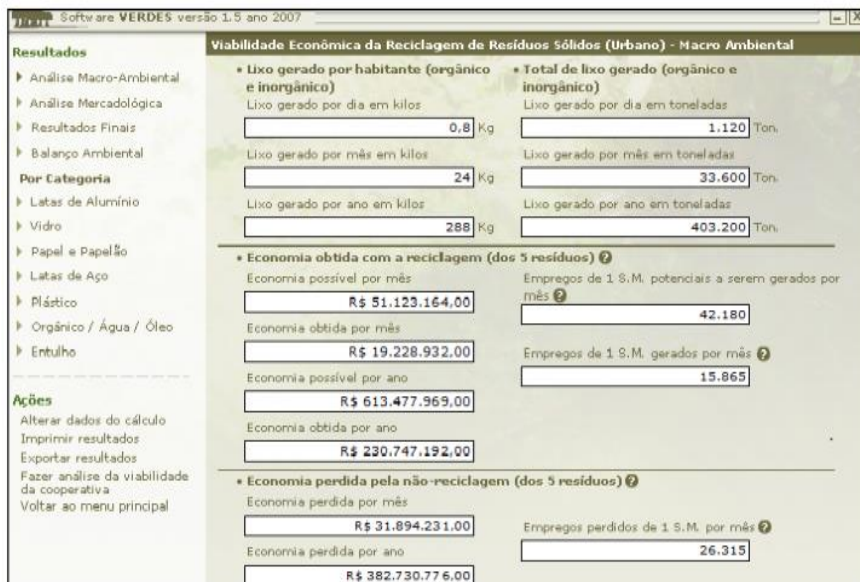 Software VERDES versão 1.5 ano 2007
Resultados
Análise Macro-Ambiental
Análise Mercadológica
Resultados Finais
Balanço Ambiental
Por Categoria
Latas de Alumínio
Vidro
Papel e Papelão
Latas de Aço
Plástico
Orgânico / Água / Óleo
Entulho
Ações
Alterar dados do cálculo
Imprimir resultados
Exportar resultados
Fazer análise da viabilidade
da cooperativa
Voltar ao menu principal
Viabilidade Econômica da Reciclagem de Resíduos Sólidos (Urbano) - Macro Ambiental
• Lixo gerado por habitante (orgânico
e inorgânico)
Lixo gerado por dia em kilos
0,8 Kg
Lixo gerado por mês em kilos
24 Kg
Lixo gerado por ano em kilos
288 Kg
• Total de lixo gerado (orgânico e
inorgânico)
Lixo gerado por dia em toneladas
1.120 Ton.
Lixo gerado por mês em toneladas
33.600 Ton.
Lixo gerado por ano em toneladas
403.200 Ton.
• Economia obtida com a reciclagem (dos 5 resíduos) ?
Economia possível por mês
R$ 51.123.164,00
Economia obtida por mês
R$ 19.228.932,00
Economia possível por ano
R$ 613.477.969,00
Economia obtida por ano
R$ 230.747.192,00
Empregos de 1 S.M. potenciais a serem gerados por
mês ?
42.180
Empregos de 1 S.M. gerados por mês ?
15.865
• Economia perdida pela não-reciclagem (dos 5 resíduos) ?
Economia perdida por mês
R$ 31.894.231,00
Economia perdida por ano
R$ 382.730.776,00
Empregos perdidos de 1 S.M. por mês ?
26.315